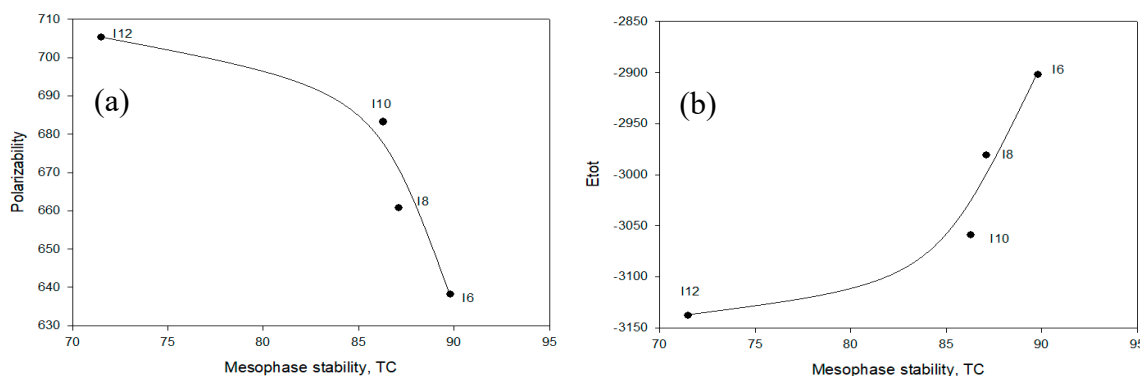 (a)
Polarizability
710
700
690
680
670
660
650
640
630
I12
I10
I8
I6
70 75 80 85 90 95
Mesophase stability, TC
(b)
Etot
-2850
-2900
-2950
-3000
-3050
-3100
-3150
I6
I8
I10
I12
70 75 80 85 90 95
Mesophase stability, TC